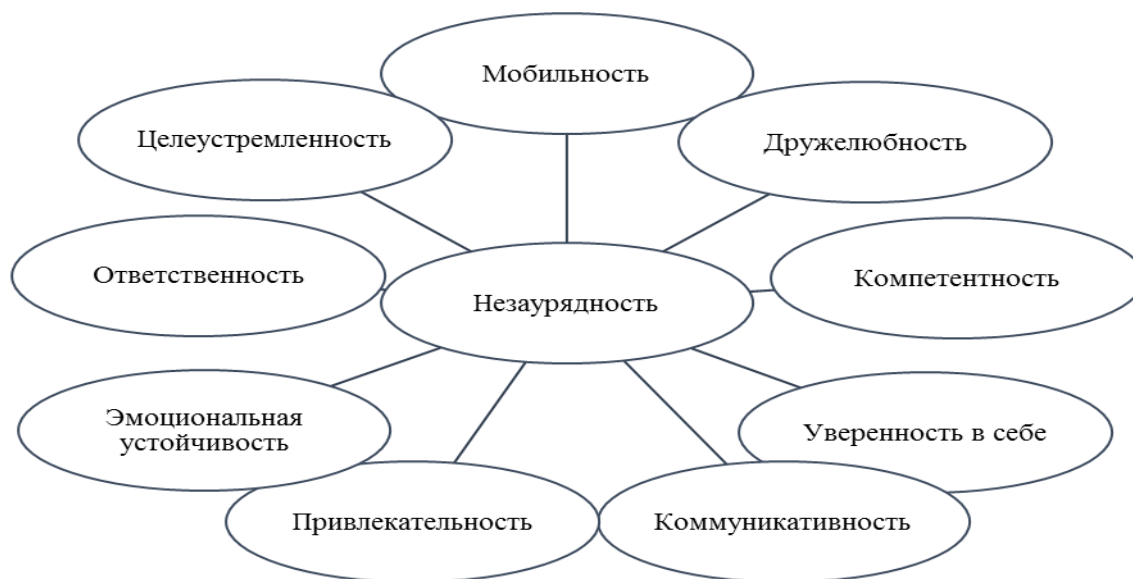 Мобильность
Целеустремленность
Дружелюбность
Ответственность
Компетентность
Незаурядность
Эмоциональная
устойчивость
Уверенность в себе
Привлекательность
Коммуникативность